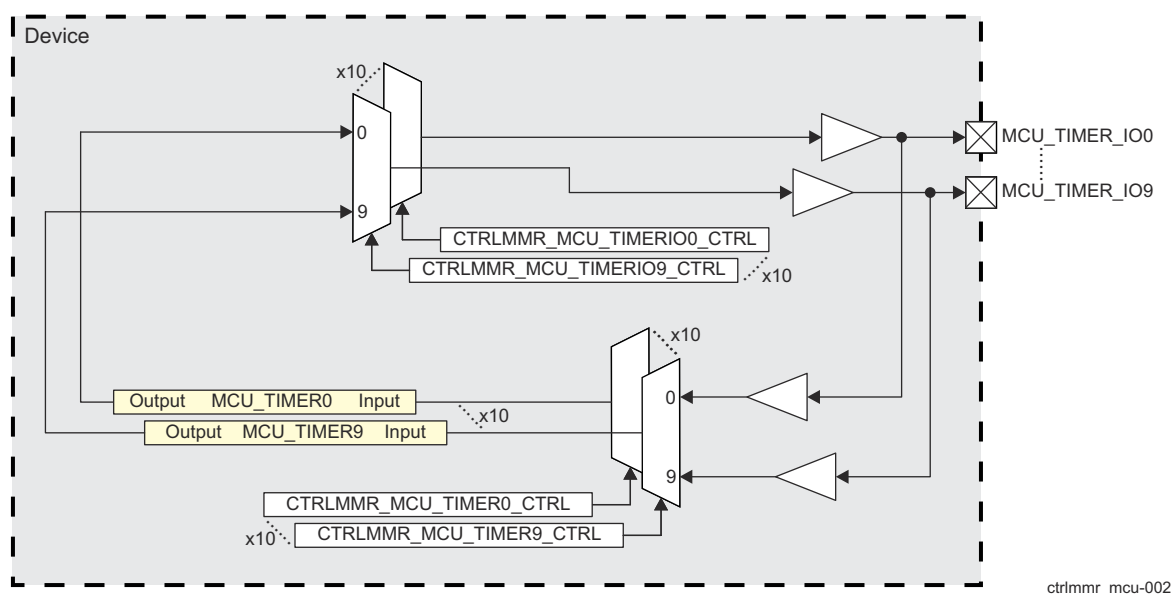 Device
x10
0
MCU_TIMER_IO0
MCU_TIMER_IO9
9
CTRLMMR_MCU_TIMERIO0_CTRL
CTRLMMR_MCU_TIMERIO9_CTRL
x10
x10
Output MCU_TIMER0 Input
0
x10
Output MCU_TIMER9 Input
9
CTRLMMR_MCU_TIMER0_CTRL
x10
CTRLMMR_MCU_TIMER9_CTRL
ctrlmmr_mcu-002